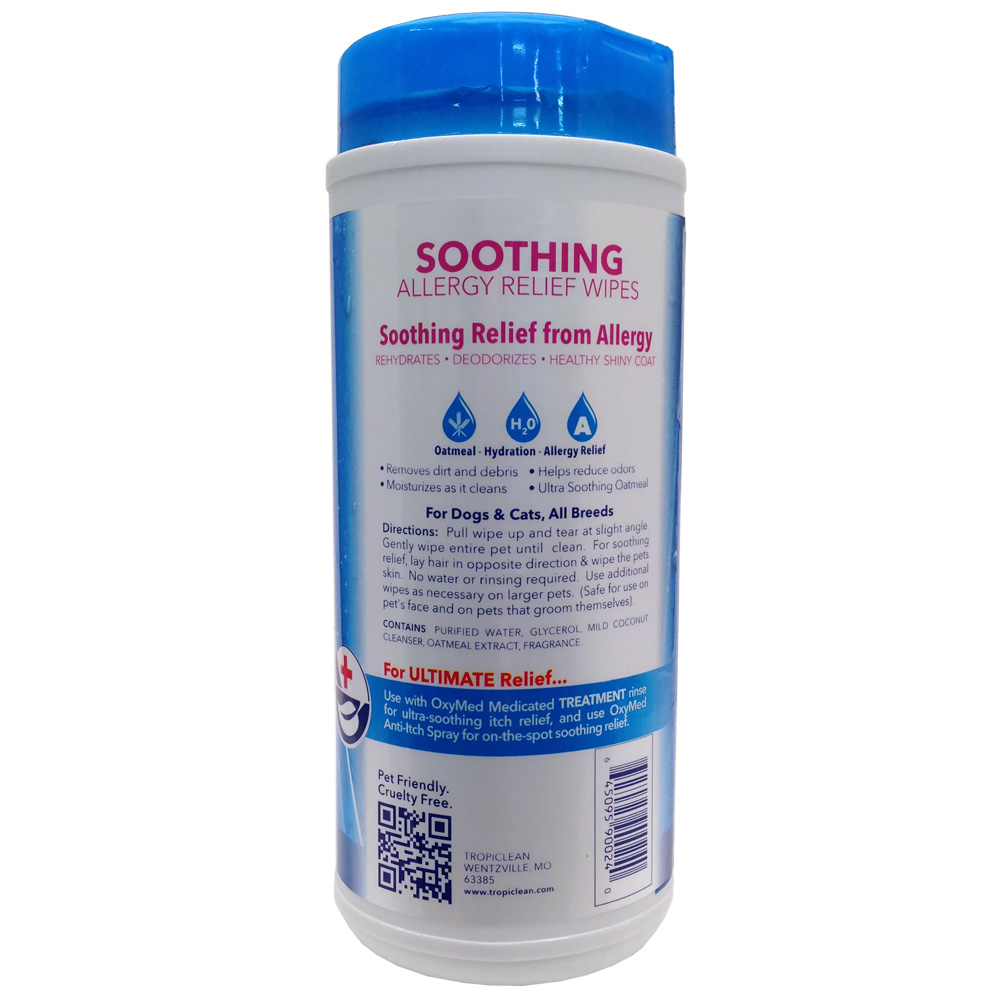 SOOTHING
ALLERGY RELIEF WIPES
Soothing Relief from Allergy
REHYDRATES • DEODORIZES • HEALTHY SHINY COAT
H₂0 A
Oatmeal - Hydration - Allergy Relief
• Removes dirt and debris • Helps reduce odors
• Moisturizes as it cleans • Ultra Soothing Oatmeal
For Dogs & Cats, All Breeds
Directions: Pull wipe up and tear at slight angle.
Gently wipe entire pet until clean. For soothing
relief, lay hair in opposite direction & wipe the pets
skin. No water or rinsing required. Use additional
wipes as necessary on larger pets. (Safe for use on
pet's face and on pets that groom themselves).
CONTAINS PURIFIED WATER, GLYCEROL, MILD COCONUT
CLEANSER, OATMEAL EXTRACT, FRAGRANCE
For ULTIMATE Relief...
Use with OxyMed Medicated TREATMENT rinse
for ultra-soothing itch relief, and use OxyMed
Anti-Itch Spray for on-the-spot soothing relief.
Pet Friendly.
Cruelty Free.
TROPICLEAN
WENTZVILLE, MO
63385
www.tropiclean.com
6 45095 90024 0